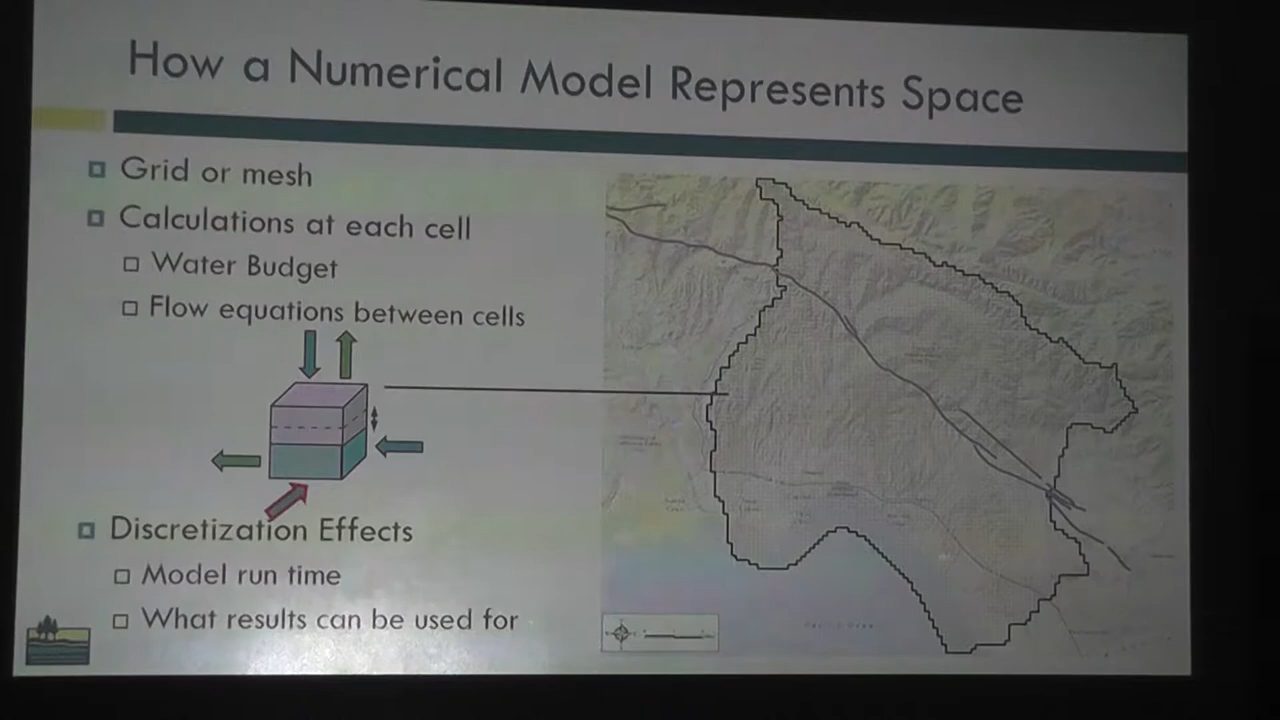 How a Numerical Model Represents Space
Grid or mesh
Calculations at each cell
Water Budget
Flow equations between cells
Discretization Effects
Model run time
What results can be used for